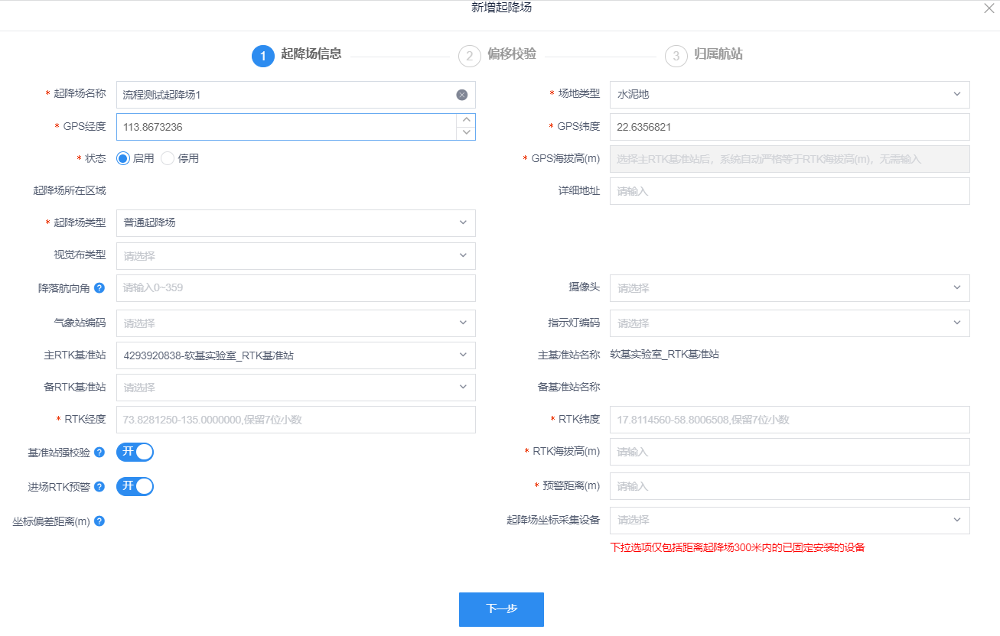 新增起降场
1 起降场信息 2 偏移校验 3 归属航站
* 起降场名称 流程测试起降场1 * 场地类型 水泥地
* GPS经度 113.8673236 * GPS纬度 22.6356821
* 状态 启用 停用 * GPS海拔高(m) 选择主RTK基准站后，系统自动严格等于RTK海拔高(m)，无需输入
起降场所在区域 详细地址 请输入
* 起降场类型 普通起降场
视觉布类型 请选择
降落航向角 ? 请输入0~359 摄像头 请选择
气象站编码 请选择 指示灯编码 请选择
主RTK基准站 4293920838-软基实验室_RTK基准站 主基准站名称 软基实验室_RTK基准站
备RTK基准站 请选择 备基准站名称
* RTK经度 73.8281250-135.0000000,保留7位小数 * RTK纬度 17.8114560-58.8006508,保留7位小数
基准站强校验 ? 开 * RTK海拔高(m) 请输入
进场RTK预警 ? 开 * 预警距离(m) 请输入
坐标偏差距离(m) ? 起降场坐标采集设备 请选择
下拉选项仅包括距离起降场300米内的已固定安装的设备
下一步